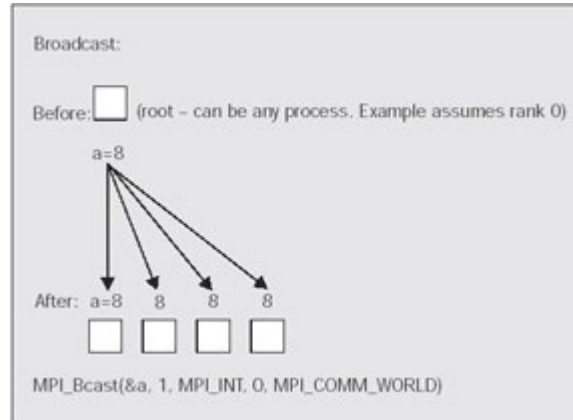 Broadcast:
Before: (root – can be any process. Example assumes rank 0)
a=8
After: a=8 8 8 8
MPI_Bcast(&a, 1, MPI_INT, 0, MPI_COMM_WORLD)